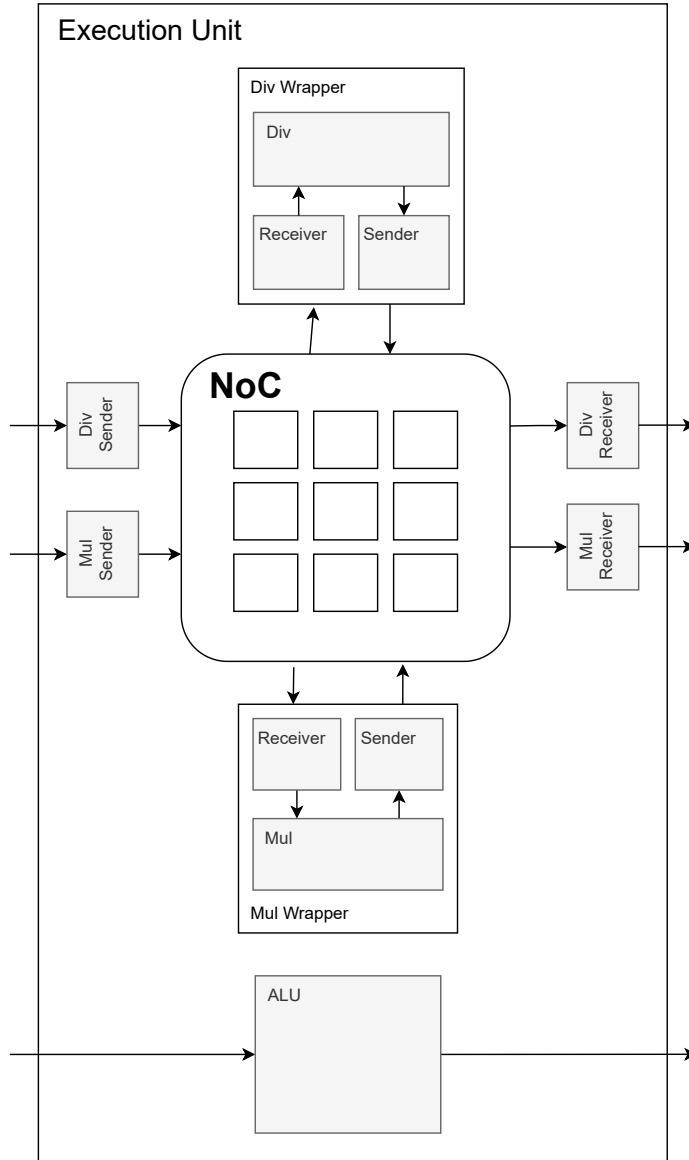 Execution Unit
Div Wrapper
Div
Receiver
Sender
NoC
Div
Sender
Div
Receiver
Mul
Sender
Mul
Receiver
Receiver
Sender
Mul
Mul Wrapper
ALU